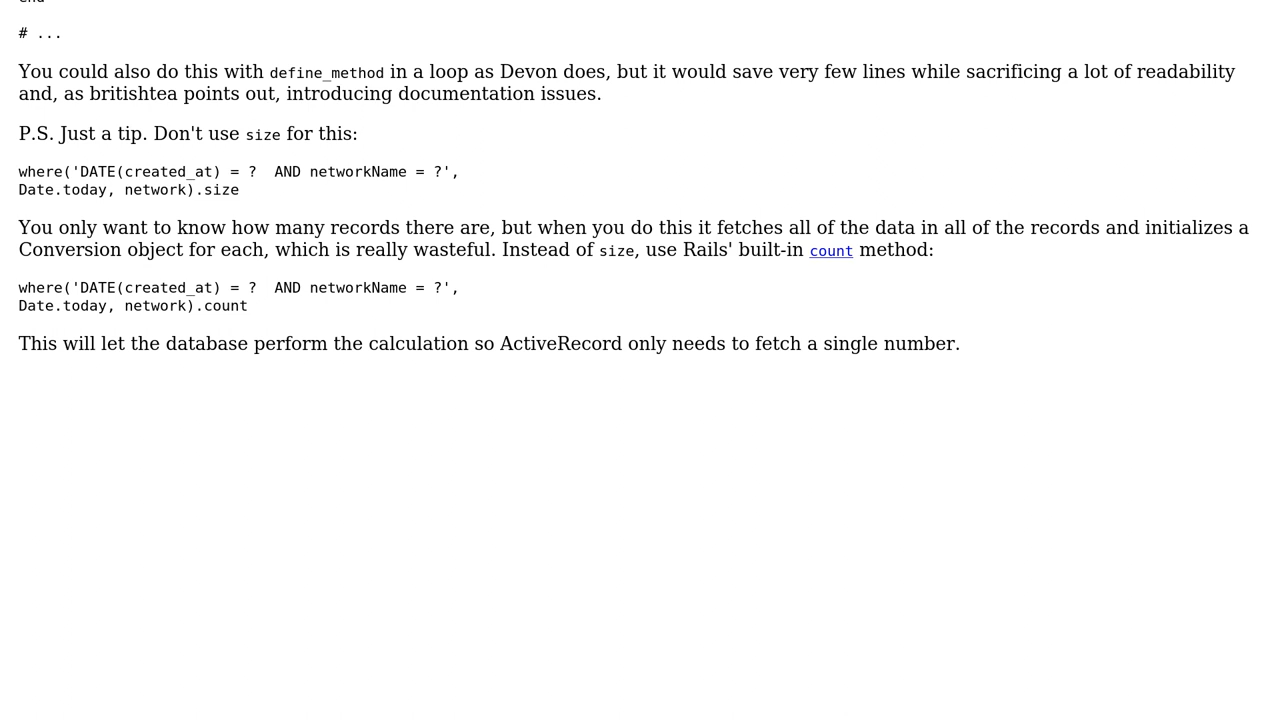 end
# ...
You could also do this with define_method in a loop as Devon does, but it would save very few lines while sacrificing a lot of readability
and, as britishtea points out, introducing documentation issues.
P.S. Just a tip. Don't use size for this:
where('DATE(created_at) = ?  AND networkName = ?',
Date.today, network).size
You only want to know how many records there are, but when you do this it fetches all of the data in all of the records and initializes a
Conversion object for each, which is really wasteful. Instead of size, use Rails' built-in count method:
where('DATE(created_at) = ?  AND networkName = ?',
Date.today, network).count
This will let the database perform the calculation so ActiveRecord only needs to fetch a single number.